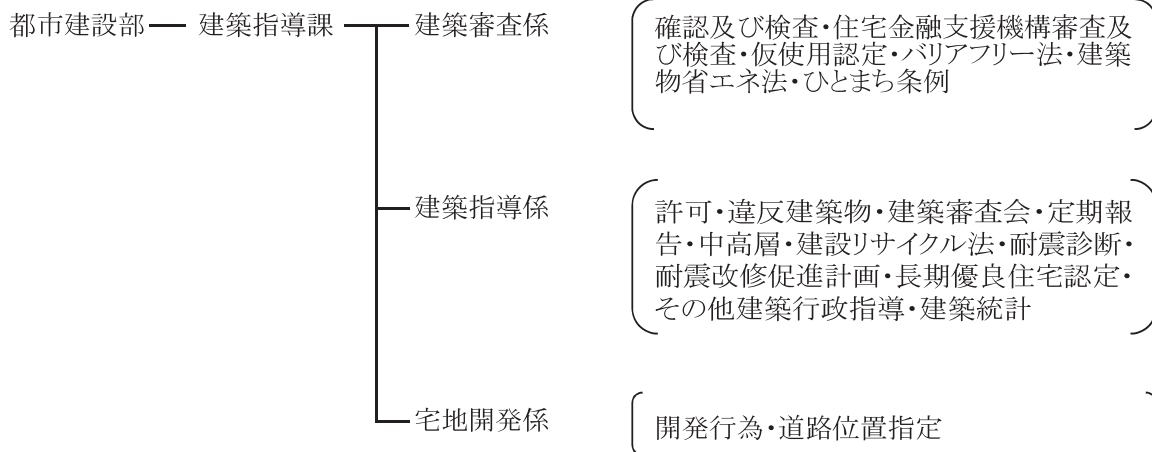 都市建設部 建築指導課 建築審査係
確認及び検査・住宅金融支援機構審査及
び検査・仮使用認定・バリアフリー法・建築
物省エネ法・ひとまち条例
建築指導係
許可・違反建築物・建築審査会・定期報
告・中高層・建設リサイクル法・耐震診断・
耐震改修促進計画・長期優良住宅認定・
その他建築行政指導・建築統計
宅地開発係
開発行為・道路位置指定